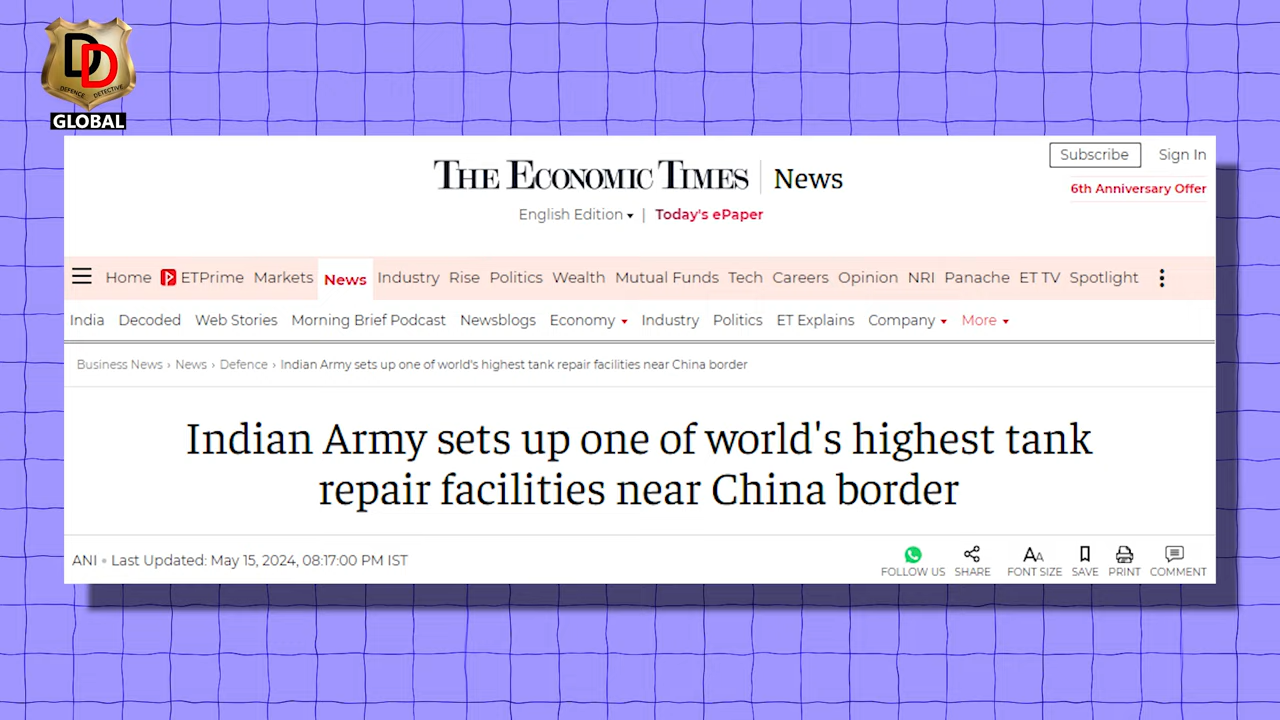 DD
DEFENCE DETECTIVE
GLOBAL
Subscribe Sign In
THE ECONOMIC TIMES | News
6th Anniversary Offer
English Edition ▾ | Today's ePaper
Home ETPrime Markets News Industry Rise Politics Wealth Mutual Funds Tech Careers Opinion NRI Panache ET TV Spotlight
India Decoded Web Stories Morning Brief Podcast Newsblogs Economy ▾ Industry Politics ET Explains Company ▾ More ▾
Business News › News › Defence › Indian Army sets up one of world's highest tank repair facilities near China border
Indian Army sets up one of world's highest tank
repair facilities near China border
ANI • Last Updated: May 15, 2024, 08:17:00 PM IST
FOLLOW US SHARE FONT SIZE SAVE PRINT COMMENT